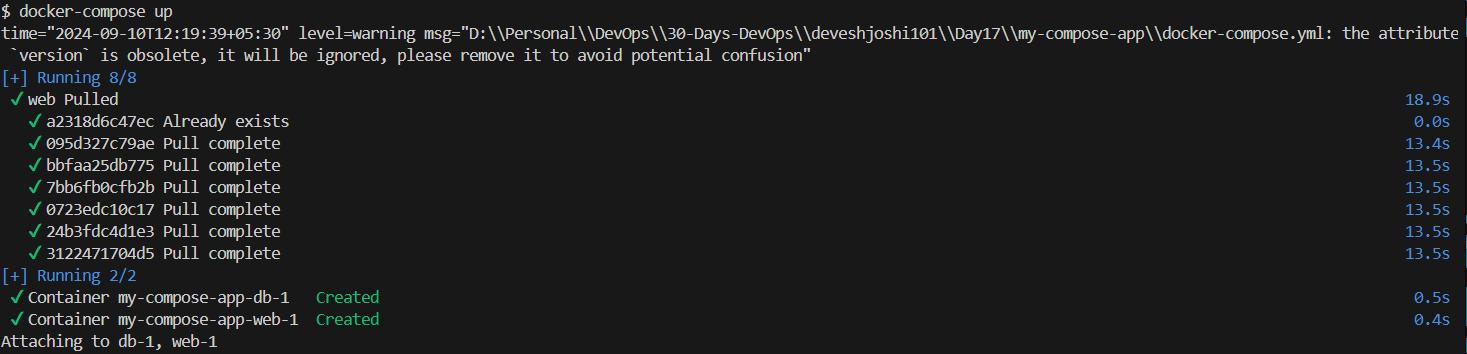 $ docker-compose up
time="2024-09-10T12:19:39+05:30" level=warning msg="D:\\Personal\\DevOps\\30-Days-DevOps\\deveshjoshi101\\Day17\\my-compose-app\\docker-compose.yml: the attribute
`version` is obsolete, it will be ignored, please remove it to avoid potential confusion"
[+] Running 8/8
✓ web Pulled 18.9s
✓ a2318d6c47ec Already exists 0.0s
✓ 095d327c79ae Pull complete 13.4s
✓ bbfaa25db775 Pull complete 13.5s
✓ 7bb6fb0cfb2b Pull complete 13.5s
✓ 0723edc10c17 Pull complete 13.5s
✓ 24b3fdc4d1e3 Pull complete 13.5s
✓ 3122471704d5 Pull complete 13.5s
[+] Running 2/2
✓ Container my-compose-app-db-1 Created 0.5s
✓ Container my-compose-app-web-1 Created 0.4s
Attaching to db-1, web-1